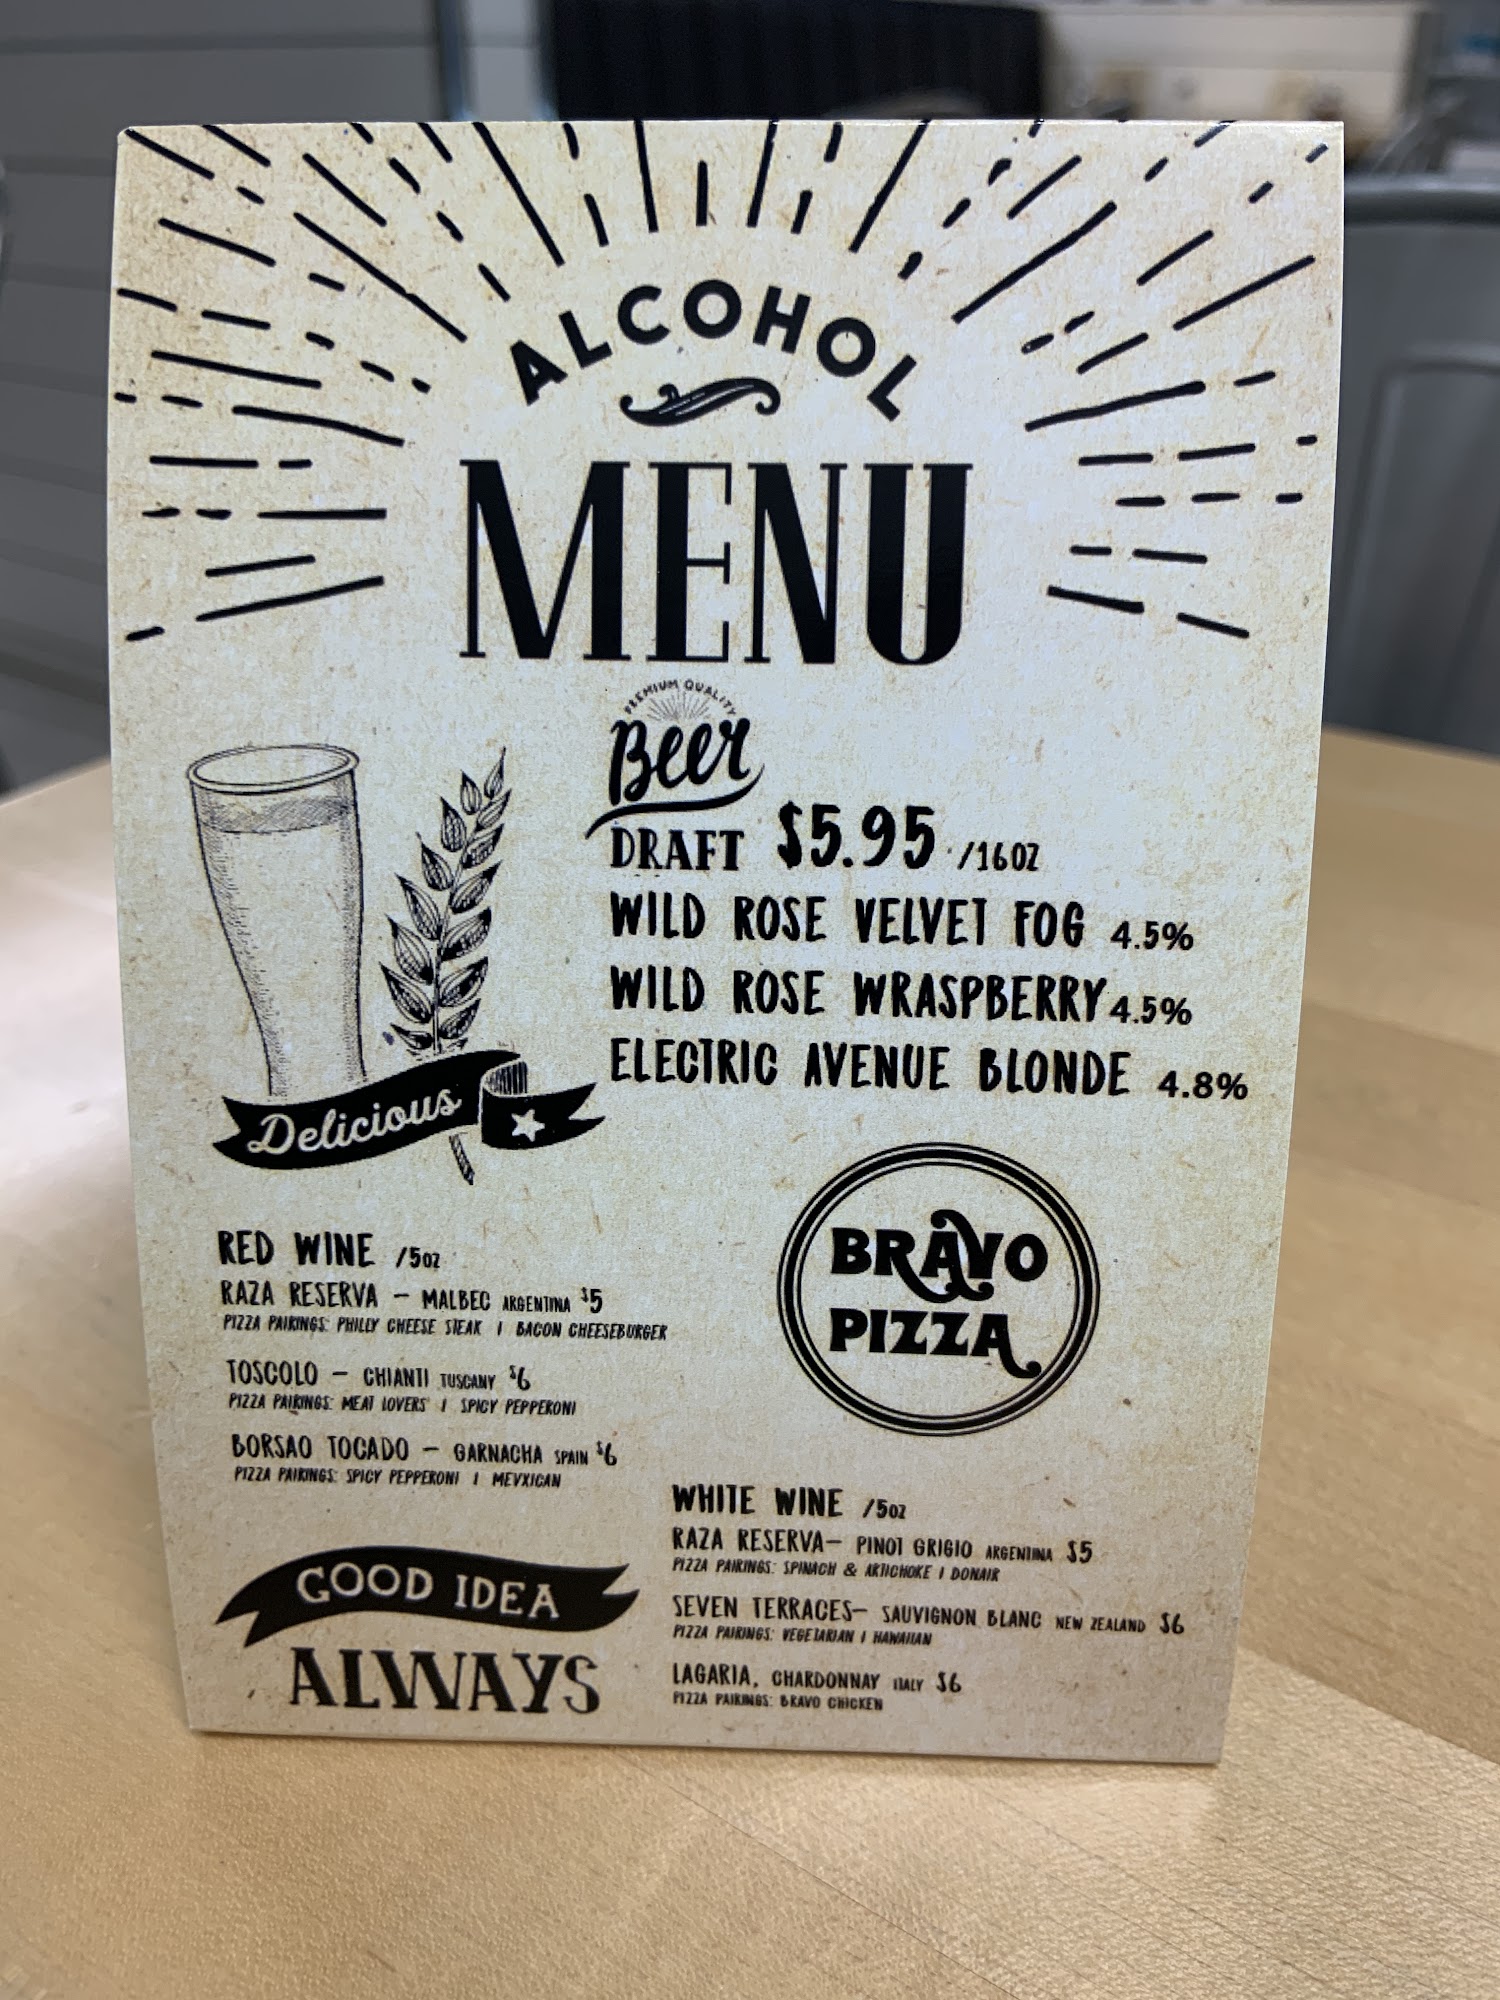 ALCOHOL
MENU
PREMIUM QUALITY
Beer
DRAFT $5.95 /16OZ
WILD ROSE VELVET FOG 4.5%
WILD ROSE WRASPBERRY 4.5%
ELECTRIC AVENUE BLONDE 4.8%
Delicious
BRAVO
PIZZA
RED WINE /5OZ
RAZA RESERVA - MALBEC ARGENTINA $5
PIZZA PAIRINGS: PHILLY CHEESE STEAK | BACON CHEESEBURGER
TOSCOLO - CHIANTI TUSCANY $6
PIZZA PAIRINGS: MEAT LOVERS' | SPICY PEPPERONI
BORSAO TOCADO - GARNACHA SPAIN $6
PIZZA PAIRINGS: SPICY PEPPERONI | MEVXICAN
GOOD IDEA
ALWAYS
WHITE WINE /5OZ
RAZA RESERVA- PINOT GRIGIO ARGENTINA $5
PIZZA PAIRINGS: SPINACH & ARTICHOKE | DONAIR
SEVEN TERRACES- SAUVIGNON BLANC NEW ZEALAND $6
PIZZA PAIRINGS: VEGETARIAN | HAWAIIAN
LAGARIA, CHARDONNAY ITALY $6
PIZZA PAIRINGS: BRAVO CHICKEN